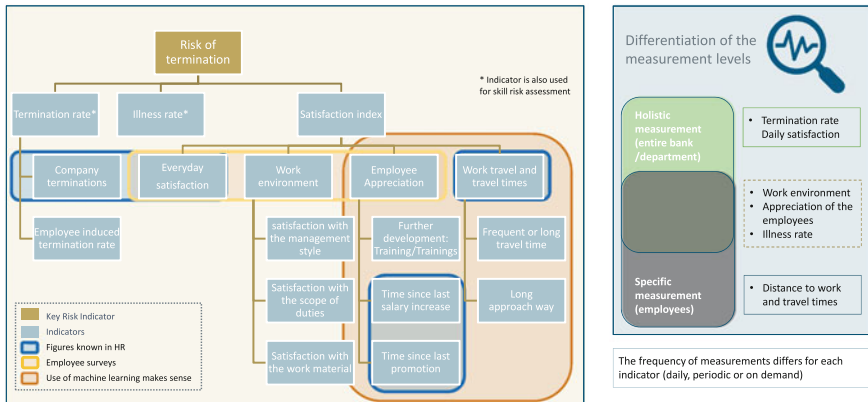 Risk of
termination
* Indicator is also used
for skill risk assessment
Termination rate*
Illness rate*
Satisfaction index
Company
terminations
Everyday
satisfaction
Work
environment
Employee
Appreciation
Work travel and
travel times
Employee induced
termination rate
satisfaction with
the management
style
Further
development:
Training/Trainings
Frequent or long
travel time
Satisfaction with
the scope of
duties
Time since last
salary increase
Long
approach way
Satisfaction with
the work material
Time since last
promotion
Key Risk Indicator
Indicators
Figures known in HR
Employee surveys
Use of machine learning makes sense
Differentiation of the
measurement levels
Holistic
measurement
(entire bank
/department)
• Termination rate
Daily satisfaction
• Work environment
• Appreciation of the
employees
• Illness rate
Specific
measurement
(employees)
• Distance to work
and travel times
The frequency of measurements differs for each
indicator (daily, periodic or on demand)